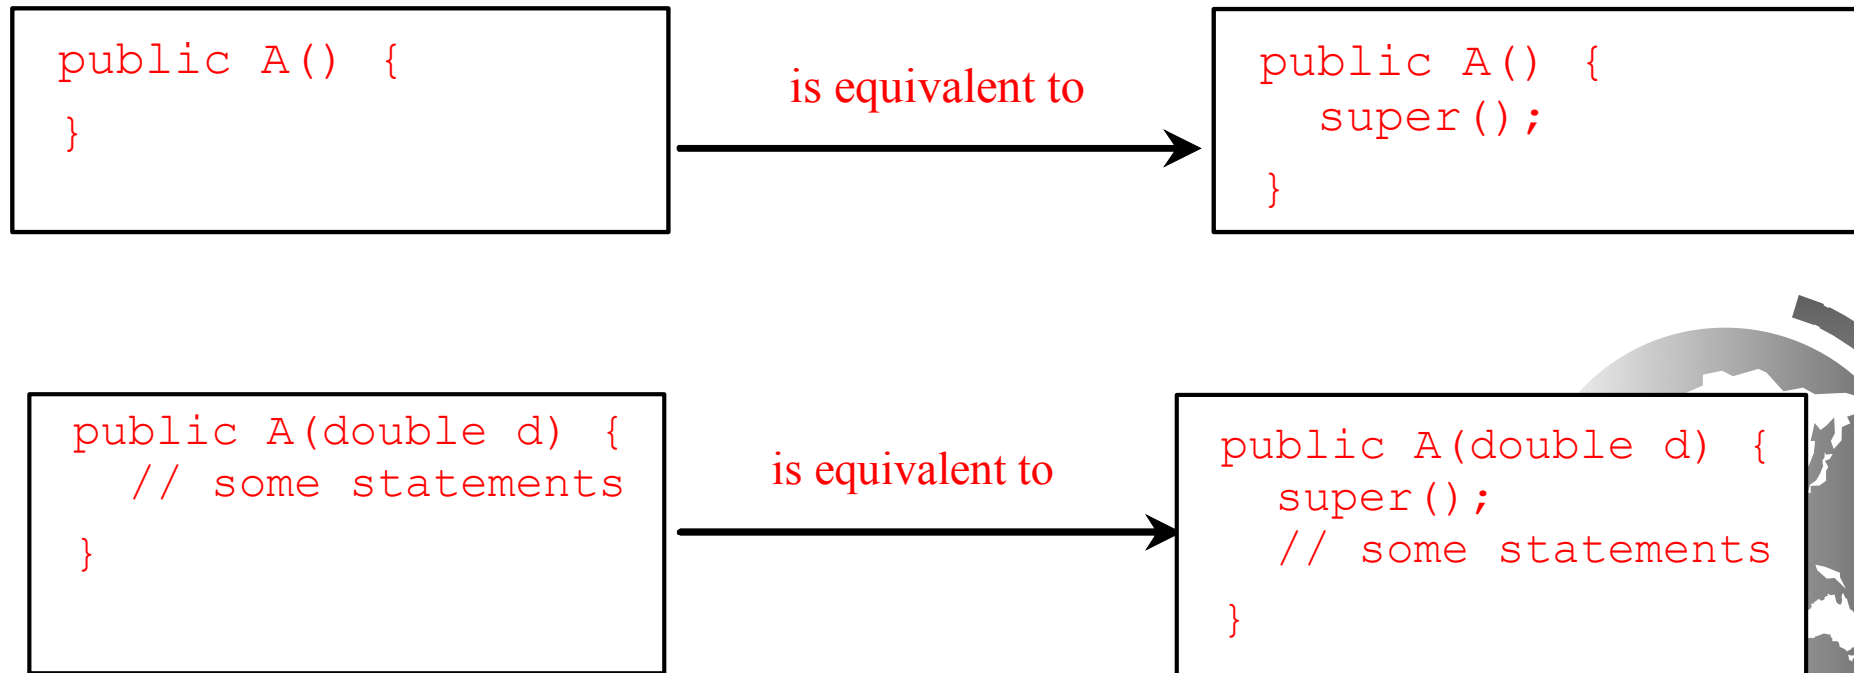 public A() {
}
is equivalent to
public A() {
super();
}
public A(double d) {
// some statements
}
is equivalent to
public A(double d) {
super();
// some statements
}